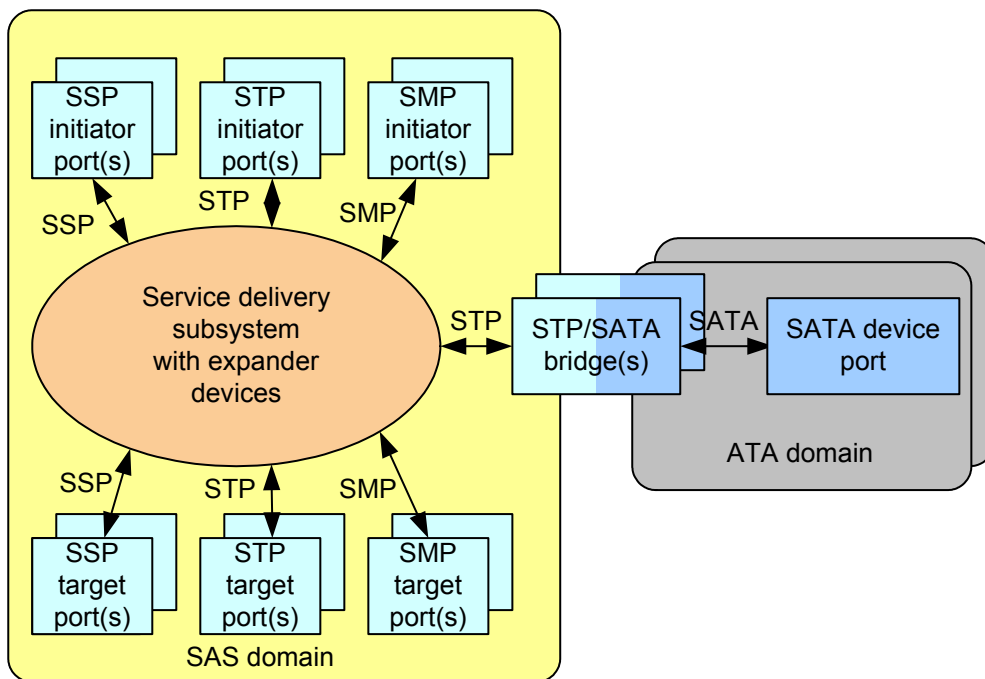 SSP
initiator
port(s)
STP
initiator
port(s)
SMP
initiator
port(s)
SSP
STP
SMP
Service delivery
subsystem
with expander
devices
STP
STP/SATA
bridge(s)
SATA
SATA device
port
ATA domain
SSP
STP
SMP
SSP
target
port(s)
STP
target
port(s)
SMP
target
port(s)
SAS domain